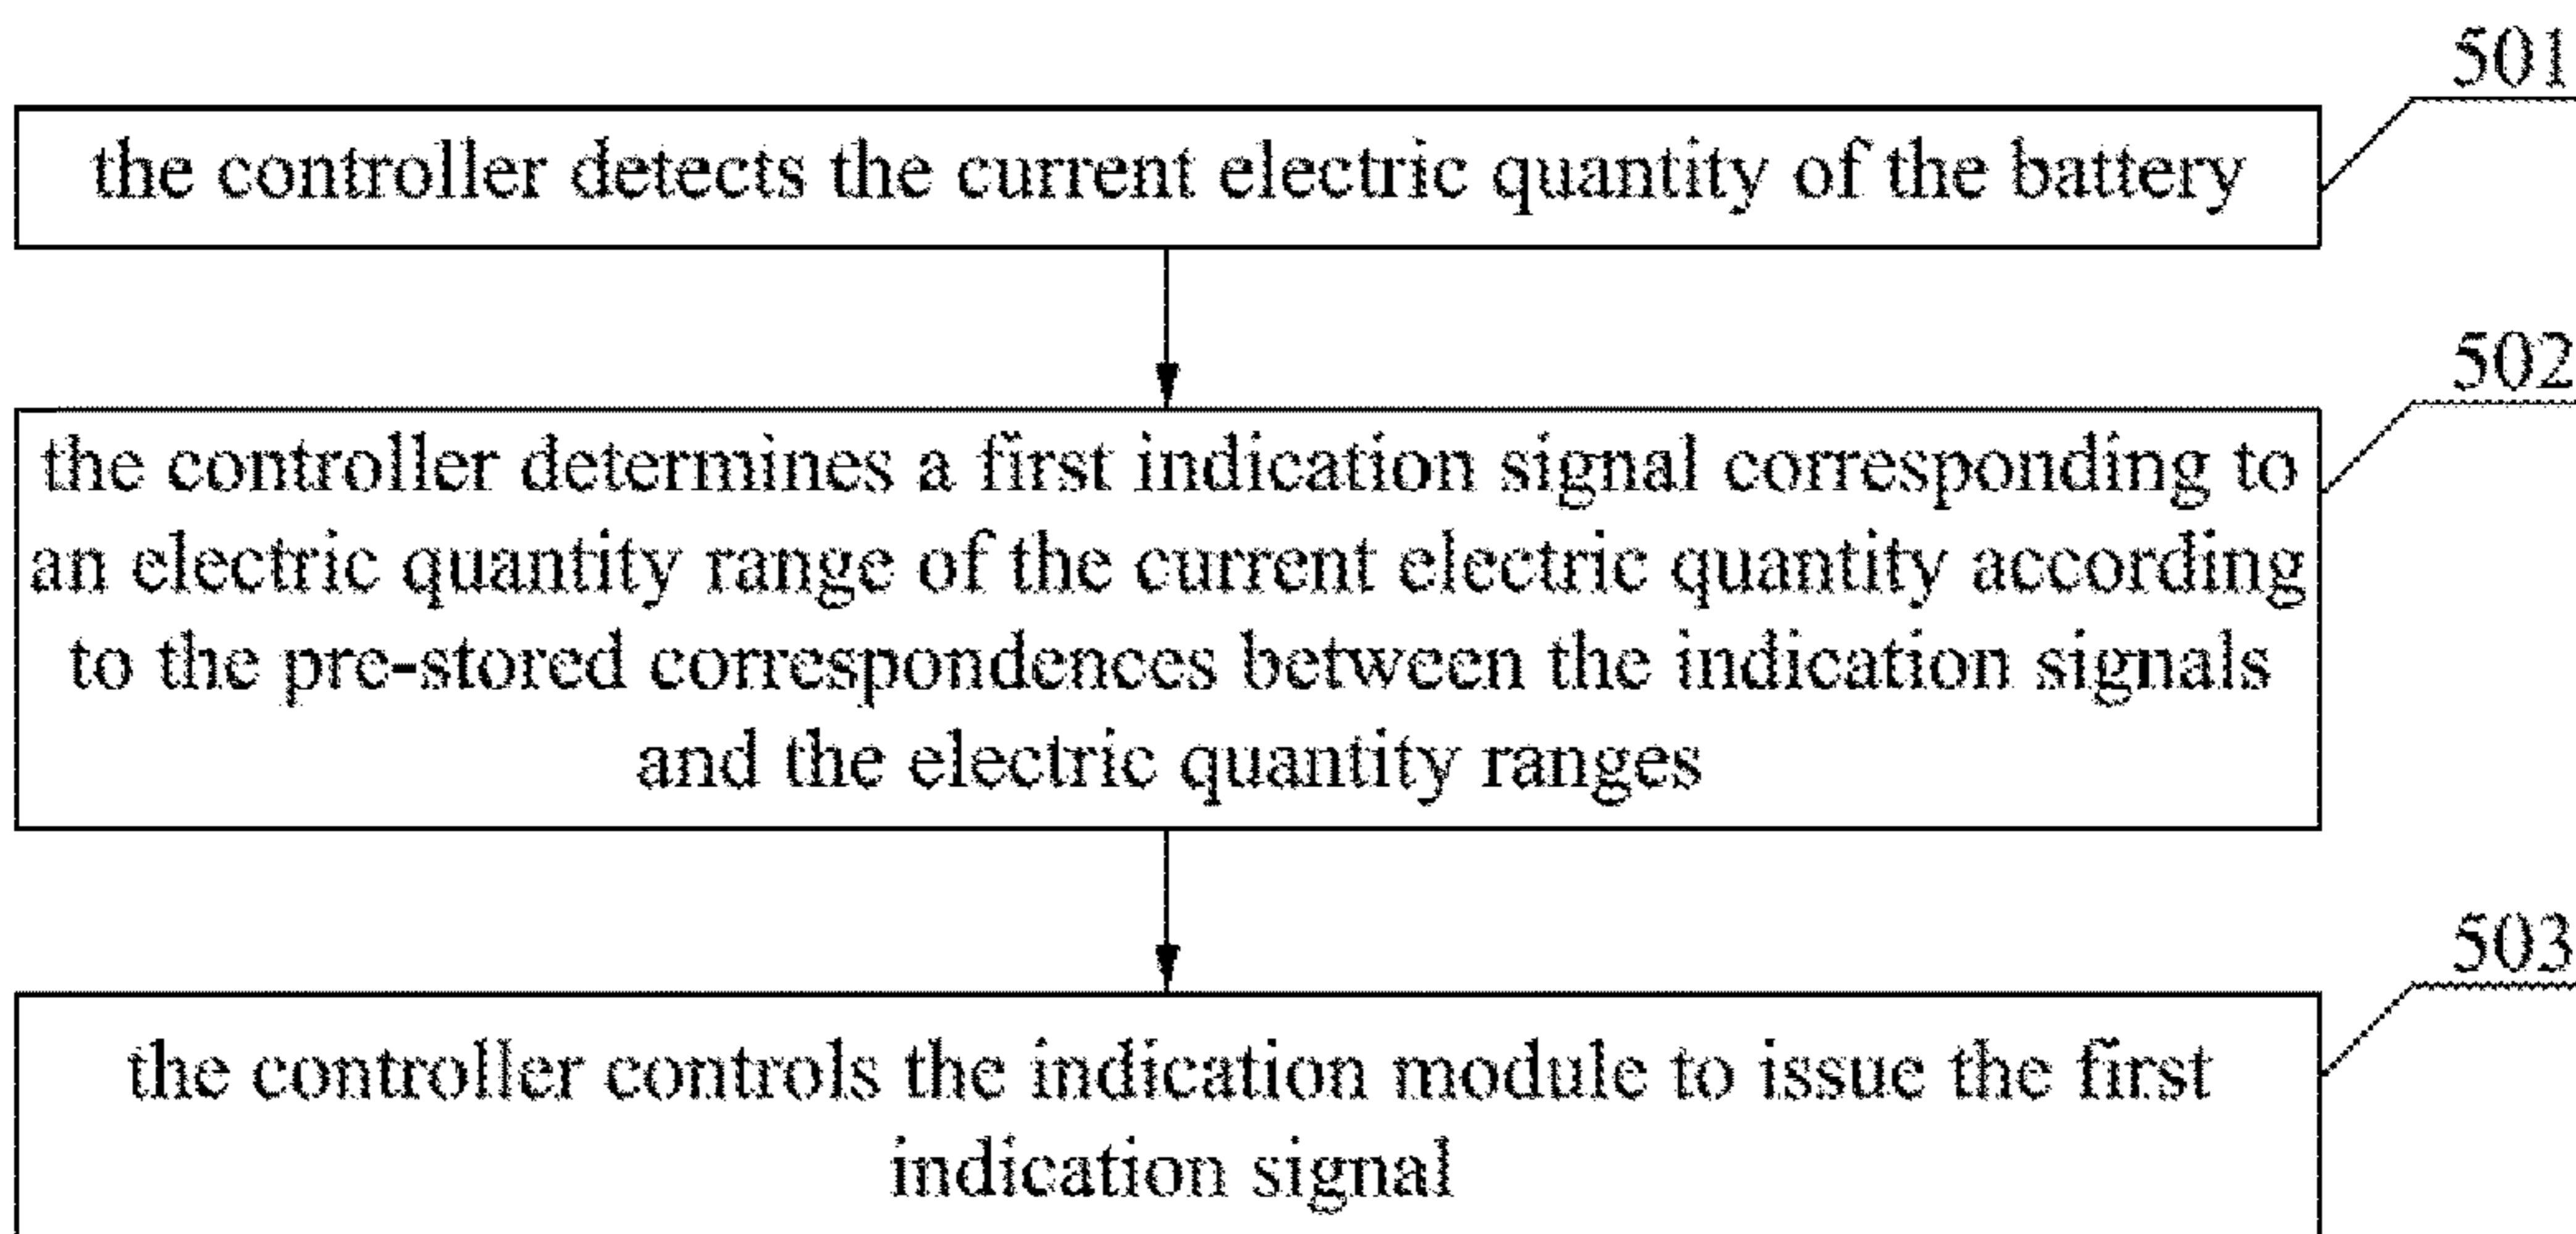 501
the controller detects the current electric quantity of the battery
502
the controller determines a first indication signal corresponding to
an electric quantity range of the current electric quantity according
to the pre-stored correspondences between the indication signals
and the electric quantity ranges
503
the controller controls the indication module to issue the first
indication signal